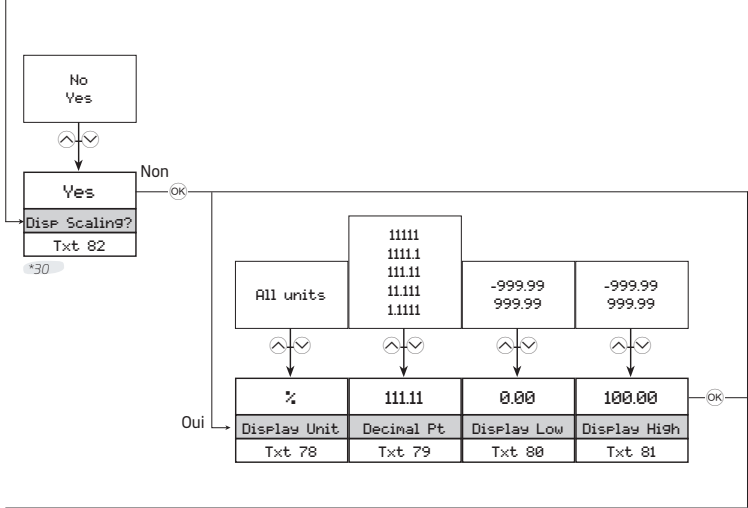 No
Yes
Non
Yes
OK
Disp Scaling?
Txt 82
*30
All units
11111
1111.1
111.11
11.111
1.1111
-999.99
999.99
-999.99
999.99
Oui
%
111.11
0.00
100.00
OK
Display Unit
Decimal Pt
Display Low
Display High
Txt 78
Txt 79
Txt 80
Txt 81